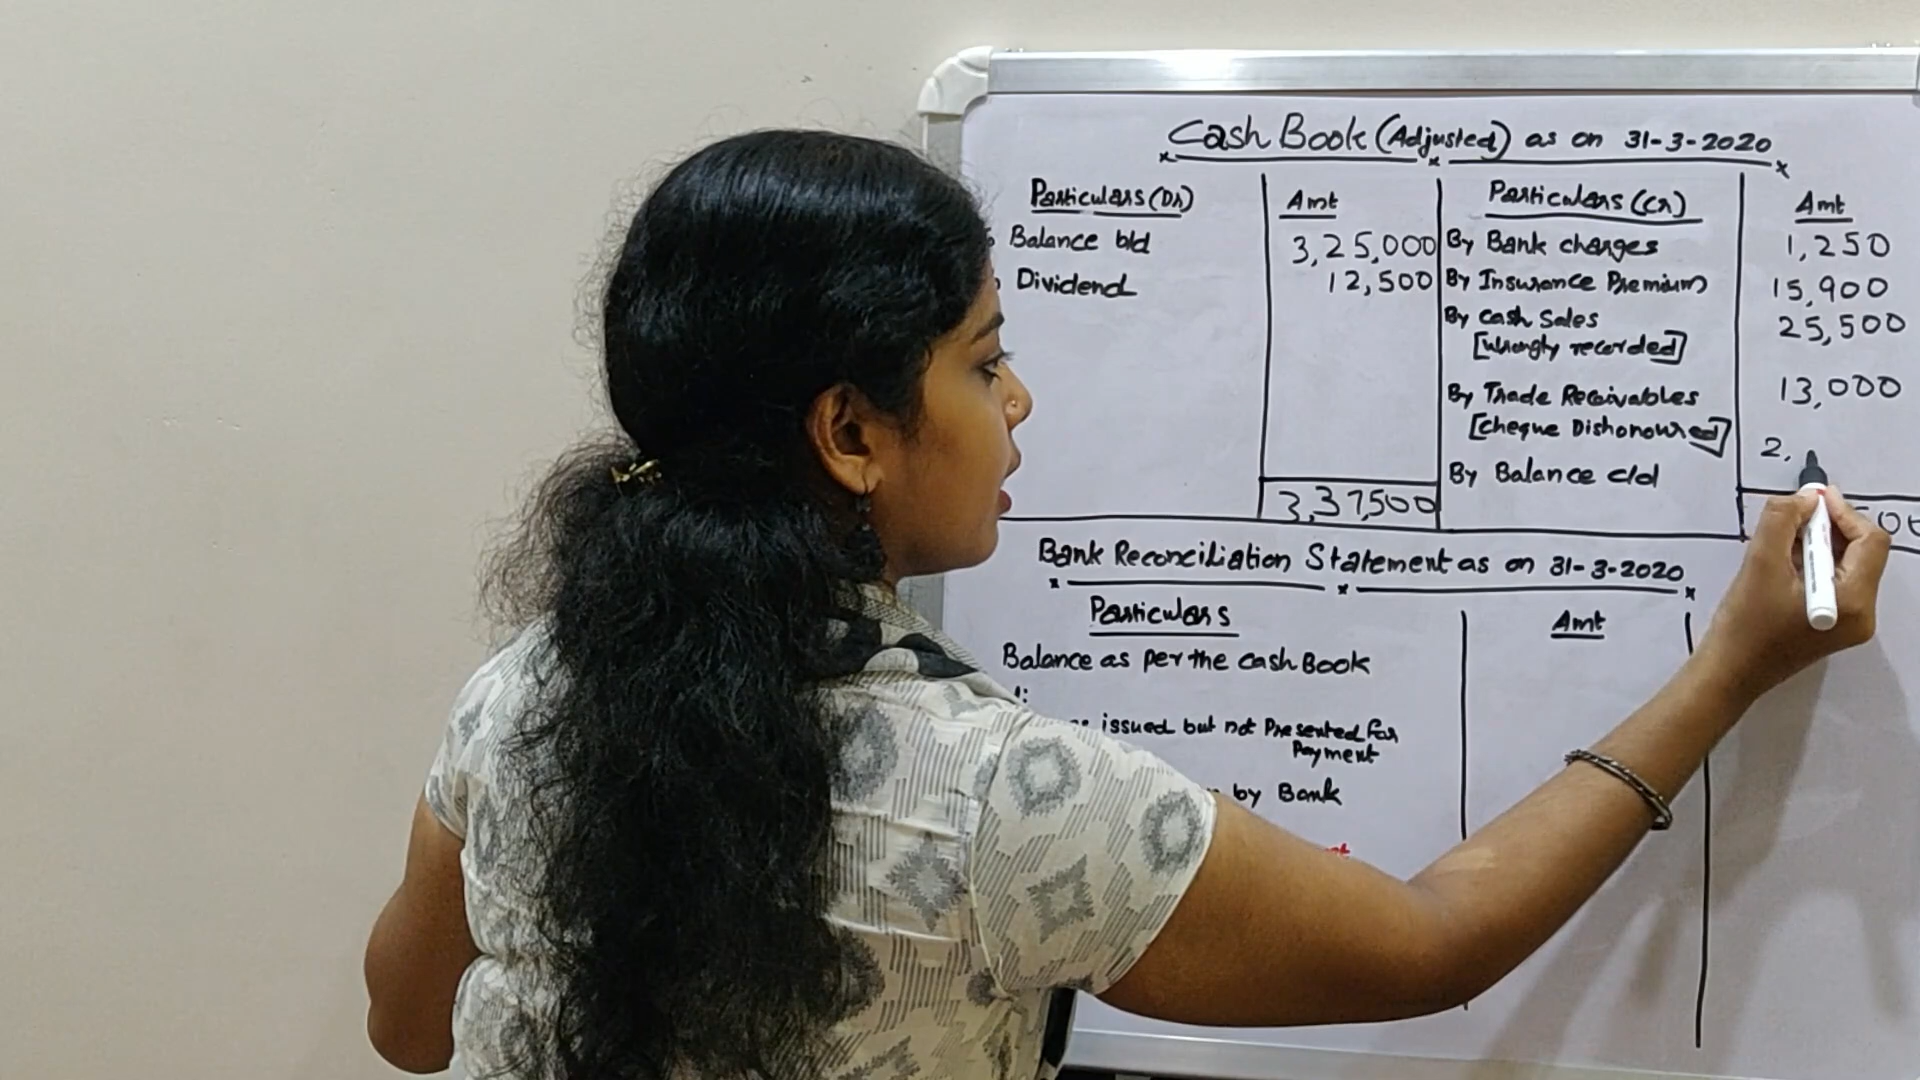 Cash Book (Adjusted) as on 31-3-2020
Particulars (Dr) Amt Particulars (Cr) Amt
Balance b/d 3,25,000 By Bank charges 1,250
Dividend 12,500 By Insurance Premium 15,900
By Cash Sales 25,500
[Wrongly recorded]
By Trade Receivables 13,000
[cheque Dishonoured]
By Balance c/d 2,
3,37,500
Bank Reconciliation Statement as on 31-3-2020
Particulars Amt
Balance as per the Cash Book
issued but not Presented for
Payment
by Bank